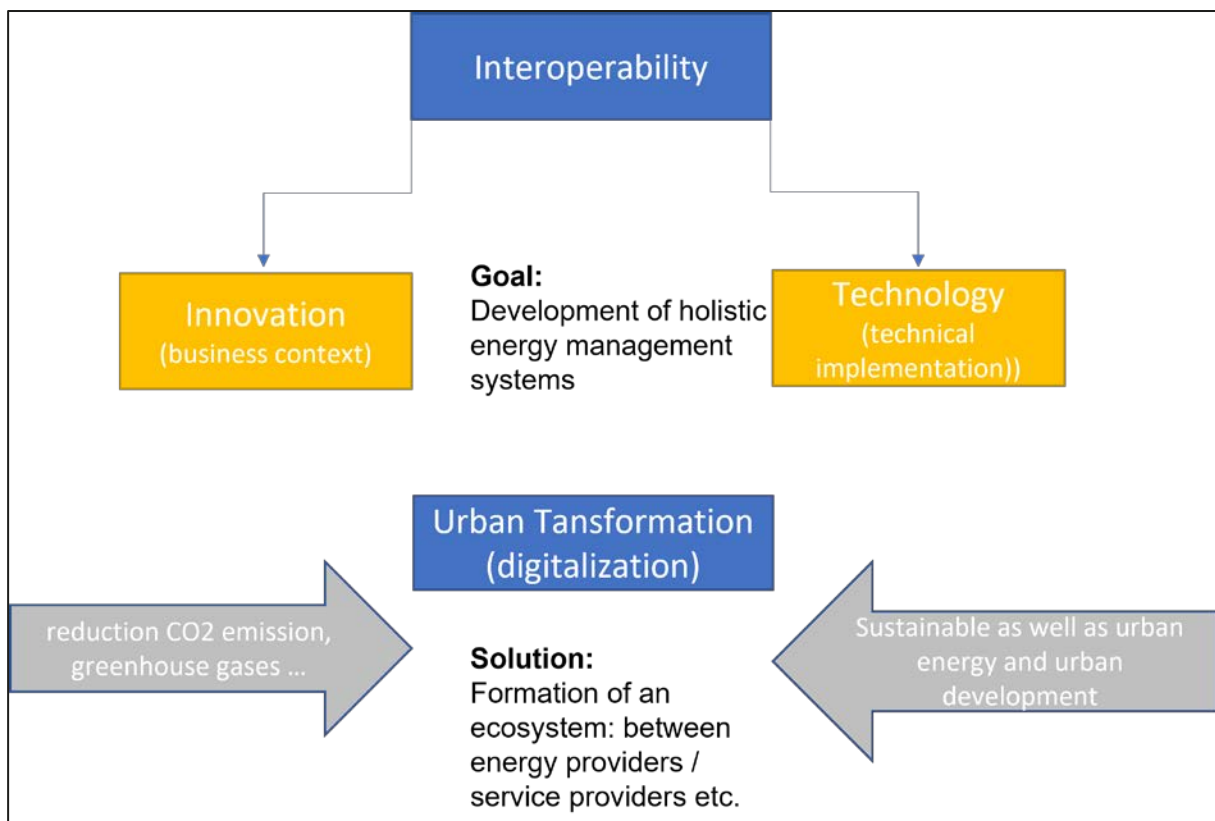 Interoperability
Innovation
(business context)
Goal:
Development of holistic
energy management
systems
Technology
(technical
implementation))
Urban Tansformation
(digitalization)
reduction CO2 emission,
greenhouse gases ...
Solution:
Formation of an
ecosystem: between
energy providers /
service providers etc.
Sustainable as well as urban
energy and urban
development